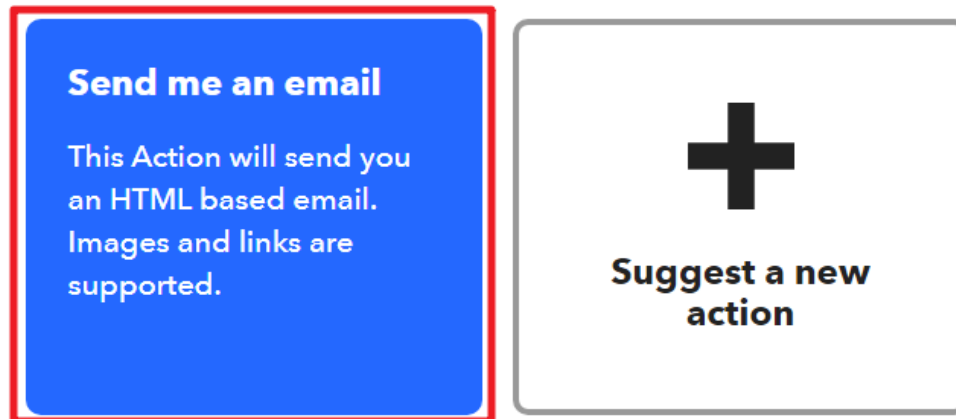 Send me an email
This Action will send you
an HTML based email.
Images and links are
supported.
Suggest a new
action